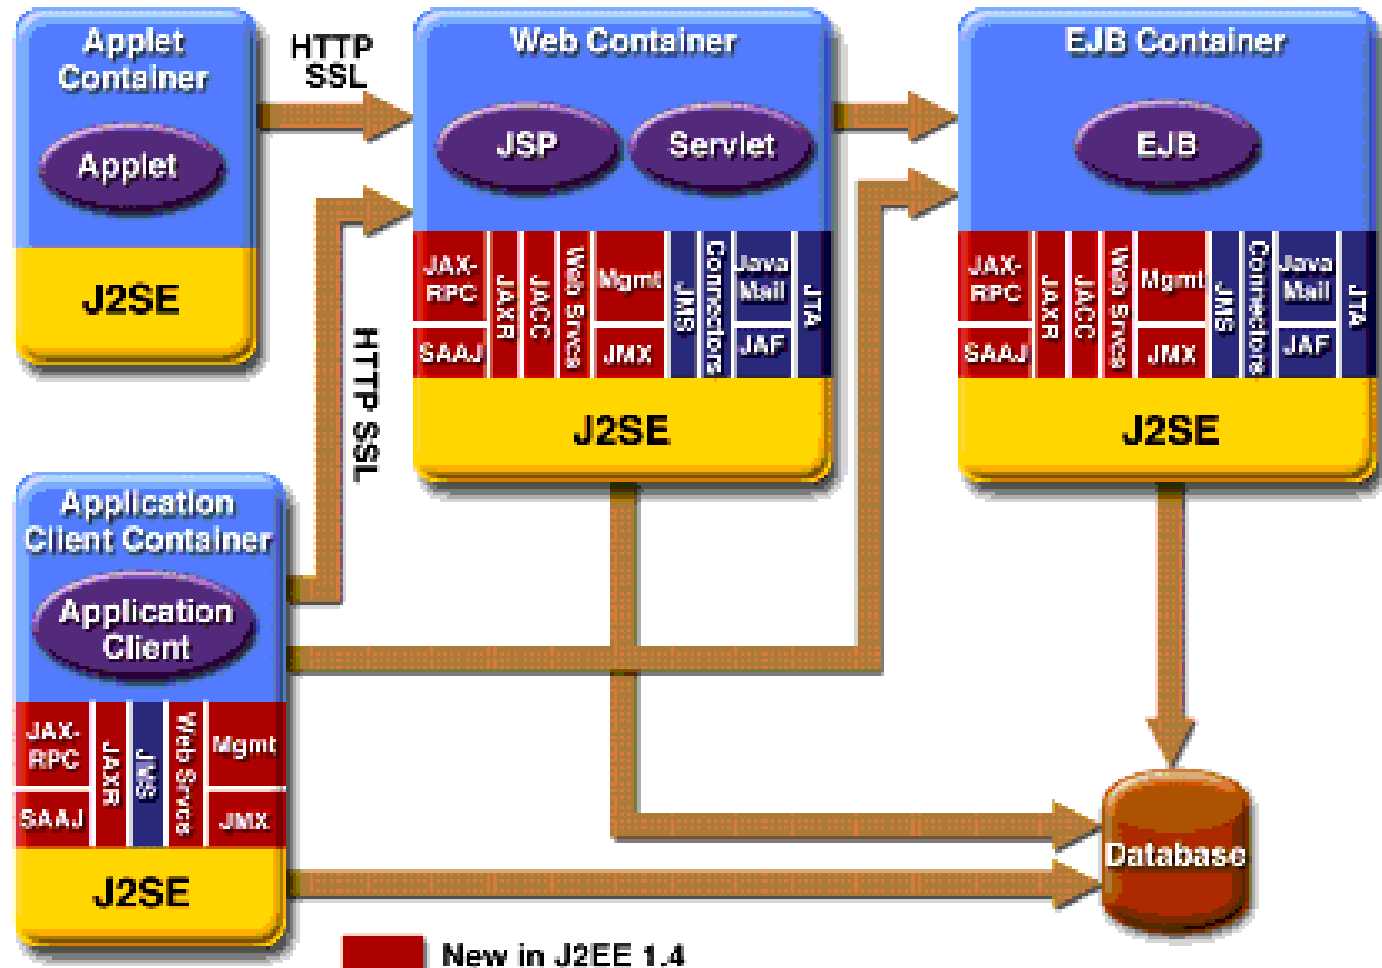 Applet
Container
Applet
J2SE
HTTP
SSL
Web Container
JSP
Servlet
JAX-
RPC
SAAJ
JAXR
JACC
Web Srvcs
Mgmt
JMX
JMS
Connectors
Java
Mail
JAF
JTA
J2SE
EJB Container
EJB
JAX-
RPC
SAAJ
JAXR
JACC
Web Srvcs
Mgmt
JMX
JMS
Connectors
Java
Mail
JAF
JTA
J2SE
HTTP SSL
Application
Client Container
Application
Client
JAX-
RPC
SAAJ
JAXR
JMS
Web Srvcs
Mgmt
JMX
J2SE
Database
New in J2EE 1.4